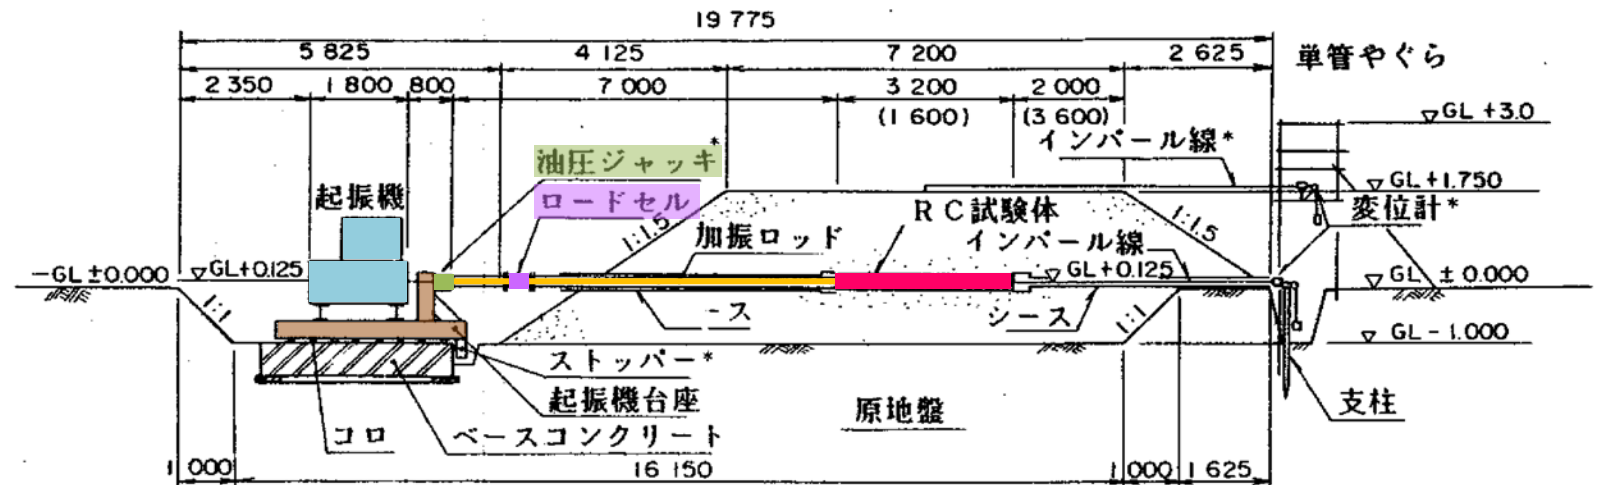 19 775
5 825 4 125 7 200 2 625 単管やぐら
2 350 1 800 800 7 000 3 200 2 000
(1 600) (3 600) ▽GL+3.0
インバール線*
油圧ジャッキ*
ロードセル
起振機
▽GL+1.750
変位計*
1:1.5 加振ロッド RC試験体 1:1.5
インバール線
-GL±0.000 ▽GL+0.125 ▽GL+0.125 ▽GL±0.000
1:1 -ス シース 1:1
▽GL-1.000
ストッパー*
起振機台座
原地盤 支柱
コロ ベースコンクリート
1 000 16 150 1 000 1 625